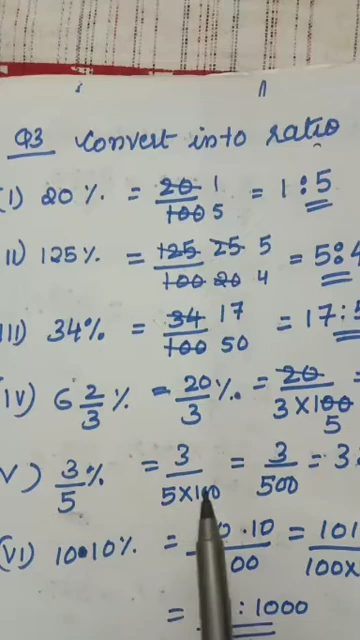 Q3 Convert into ratio
(I) 20 % = 20/100 1/5 = 1:5
II) 125 % = 125/100 25/20 5/4 = 5:4
III) 34% = 34/100 17/50 = 17:5
(IV) 6 2/3 % = 20/3 %. = 20/3×100 5 =
V) 3/5 % = 3/5×100 = 3/500 = 3
(VI) 10.10% = 0.10/00 = 101/100×
= : 1000